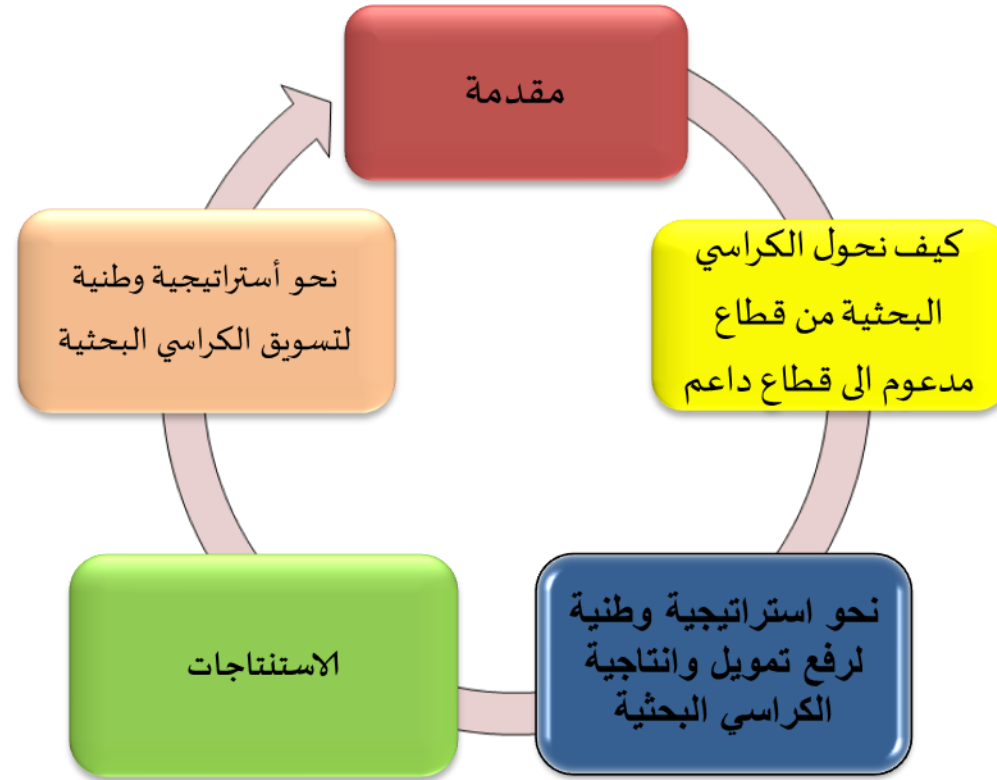 مقدمة
كيف نحول الكراسي
البحثية من قطاع
مدعوم الى قطاع داعم
نحو استراتيجية وطنية
لرفع تمويل وانتاجية
الكراسي البحثية
الاستنتاجات
نحو أستراتيجية وطنية
لتسويق الكراسي البحثية